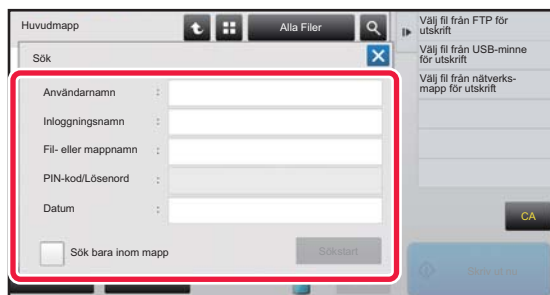 Huvudmapp
Alla Filer
Välj fil från FTP för
utskrift
Välj fil från USB-minne
för utskrift
Välj fil från nätverks-
mapp för utskrift
Sök
Användarnamn :
Inloggningsnamn :
Fil- eller mappnamn :
PIN-kod/Lösenord :
Datum :
CA
Sök bara inom mapp
Sökstart